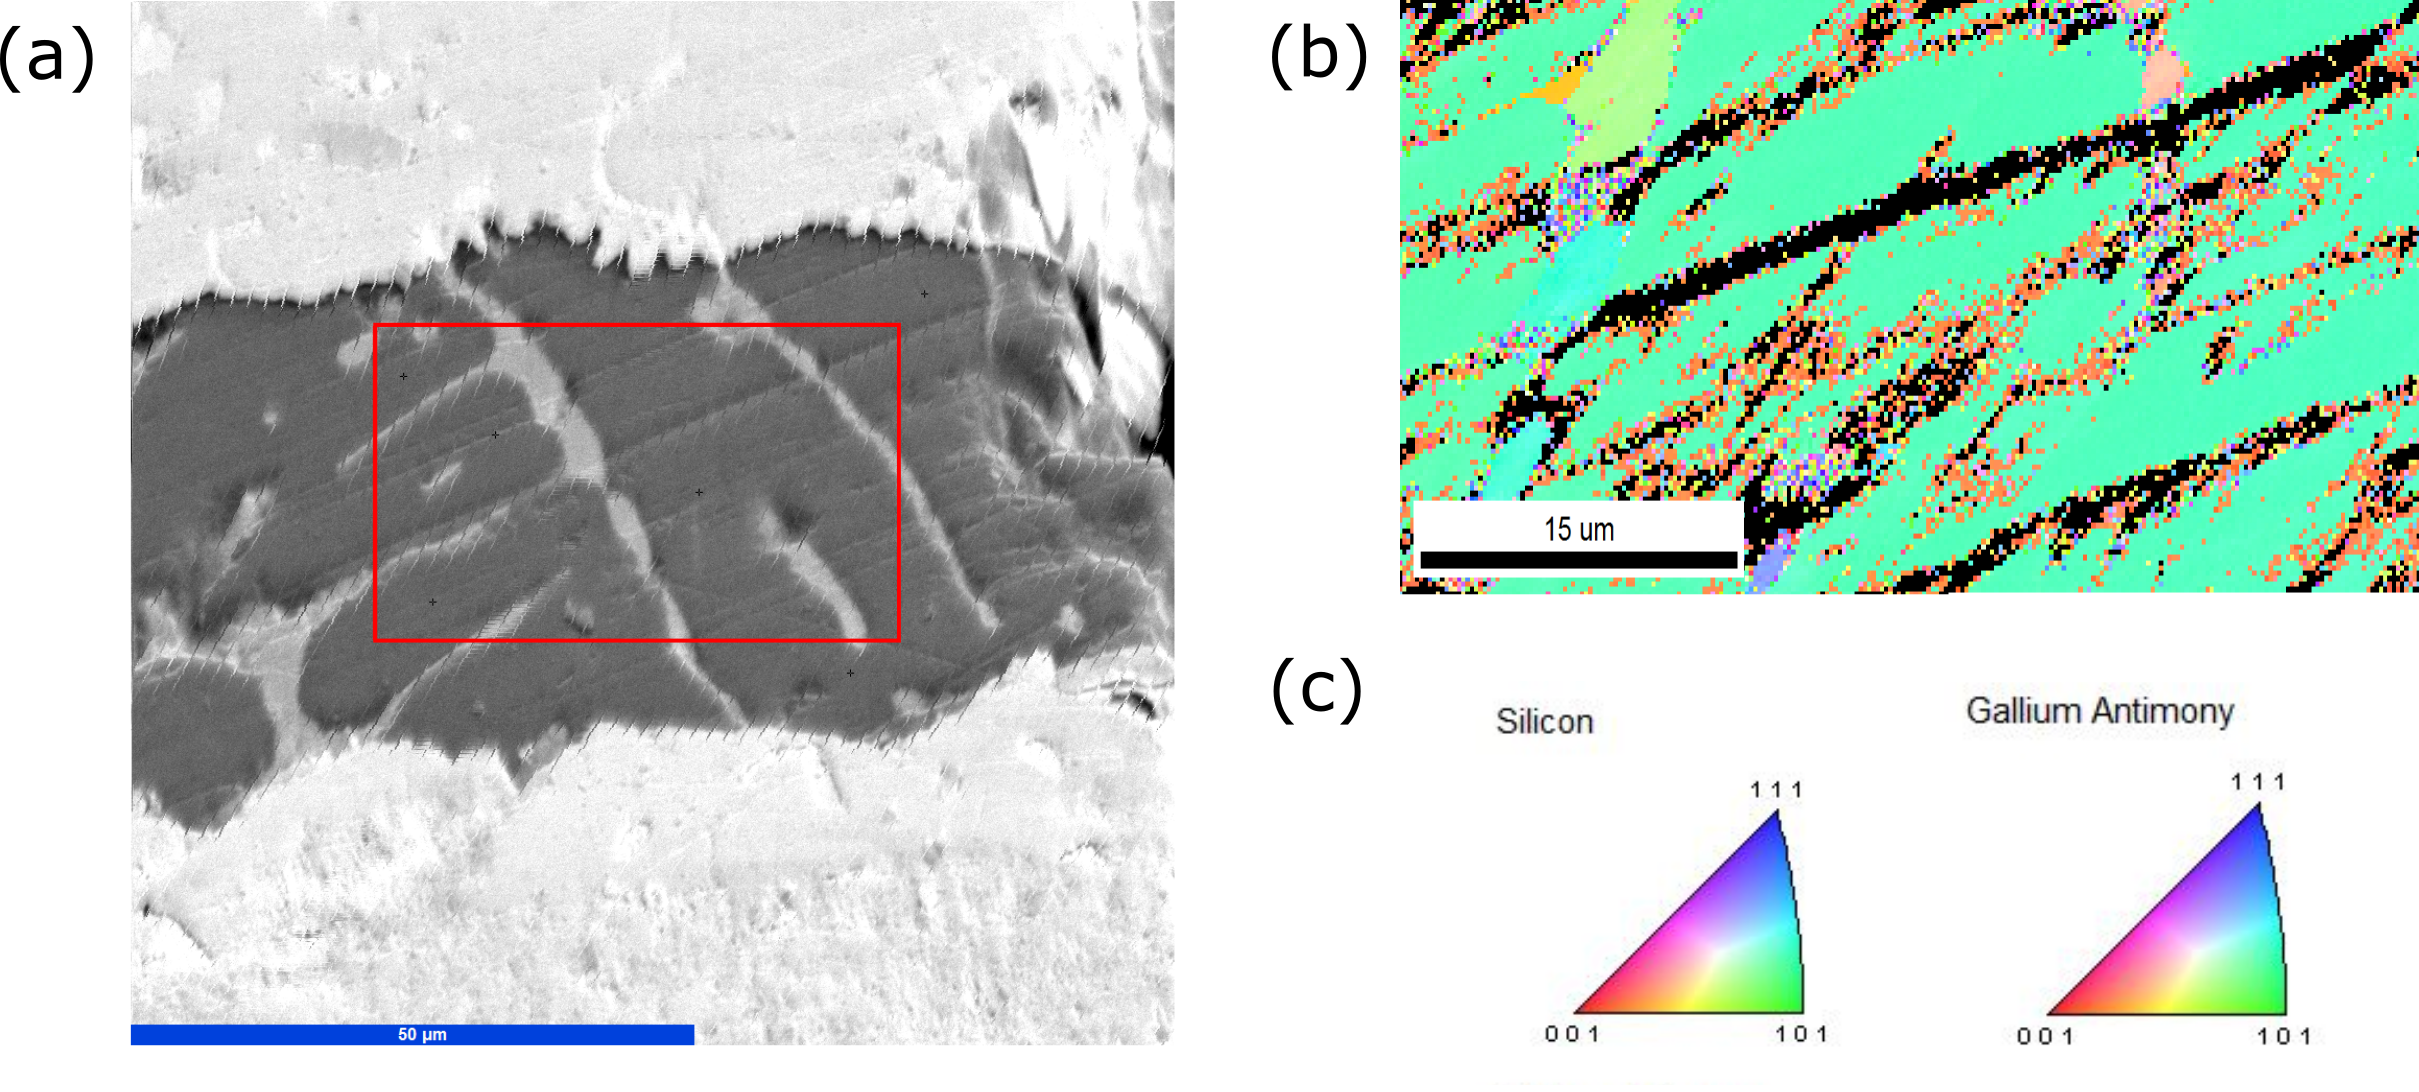 (a)
50 µm
(b)
15 um
(c)
Silicon
1 1 1
0 0 1
1 0 1
Gallium Antimony
1 1 1
0 0 1
1 0 1